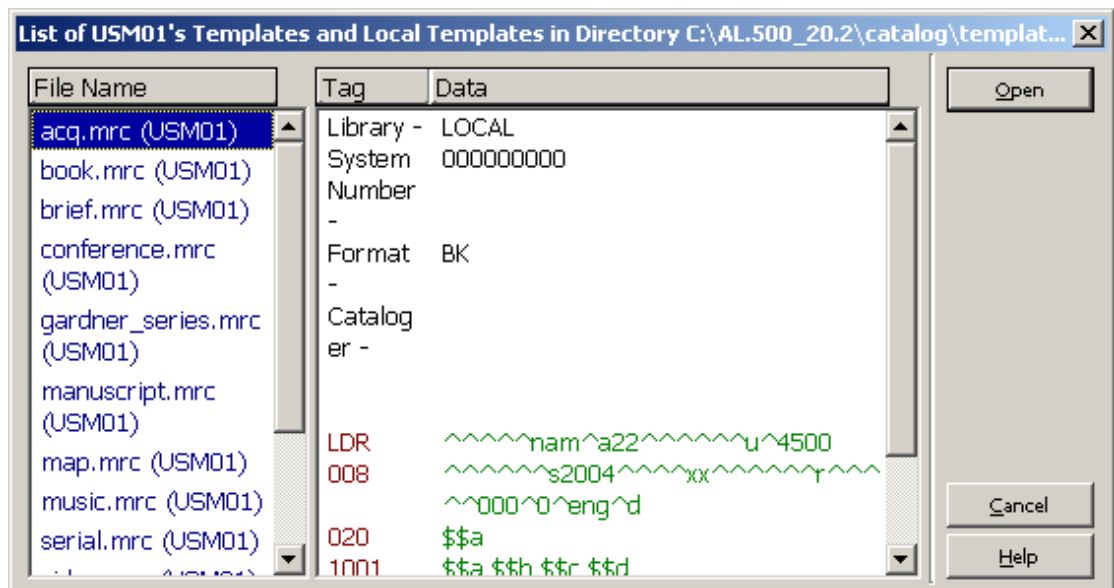 List of USM01's Templates and Local Templates in Directory C:\AL.500_20.2\catalog\templat...
File Name
acq.mrc (USM01)
book.mrc (USM01)
brief.mrc (USM01)
conference.mrc
(USM01)
gardner_series.mrc
(USM01)
manuscript.mrc
(USM01)
map.mrc (USM01)
music.mrc (USM01)
serial.mrc (USM01)
Tag Data
Library - LOCAL
System 000000000
Number
-
Format BK
-
Catalog
er -
LDR ^^^^^nam^a22^^^^^^u^4500
008 ^^^^^^s2004^^^^xx^^^^^^r^^^
^^000^0^eng^d
020 $$a
1001 $$a $$b $$c $$d
Open
Cancel
Help